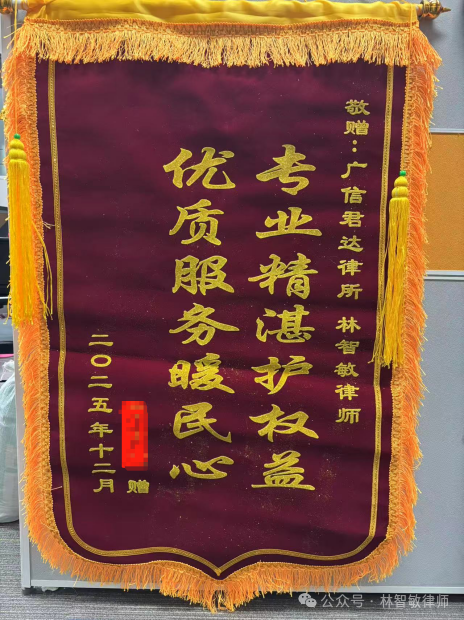 敬赠：广信君达律所 林智敏律师
专业精湛护权益
优质服务暖民心
赠
二〇二五年十二月
公众号·林智敏律师